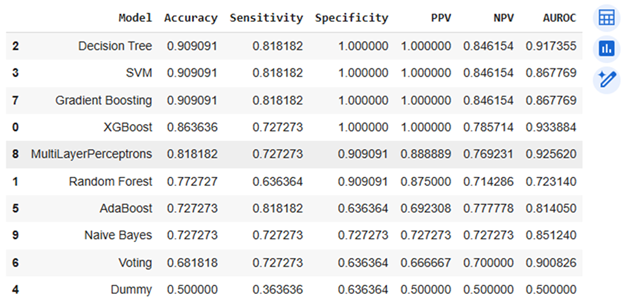 Model Accuracy Sensitivity Specificity PPV NPV AUROC
2 Decision Tree 0.909091 0.818182 1.000000 1.000000 0.846154 0.917355
3 SVM 0.909091 0.818182 1.000000 1.000000 0.846154 0.867769
7 Gradient Boosting 0.909091 0.818182 1.000000 1.000000 0.846154 0.867769
0 XGBoost 0.863636 0.727273 1.000000 1.000000 0.785714 0.933884
8 MultiLayerPerceptrons 0.818182 0.727273 0.909091 0.888889 0.769231 0.925620
1 Random Forest 0.772727 0.636364 0.909091 0.875000 0.714286 0.723140
5 AdaBoost 0.727273 0.818182 0.636364 0.692308 0.777778 0.814050
9 Naive Bayes 0.727273 0.727273 0.727273 0.727273 0.727273 0.851240
6 Voting 0.681818 0.727273 0.636364 0.666667 0.700000 0.900826
4 Dummy 0.500000 0.363636 0.636364 0.500000 0.500000 0.500000